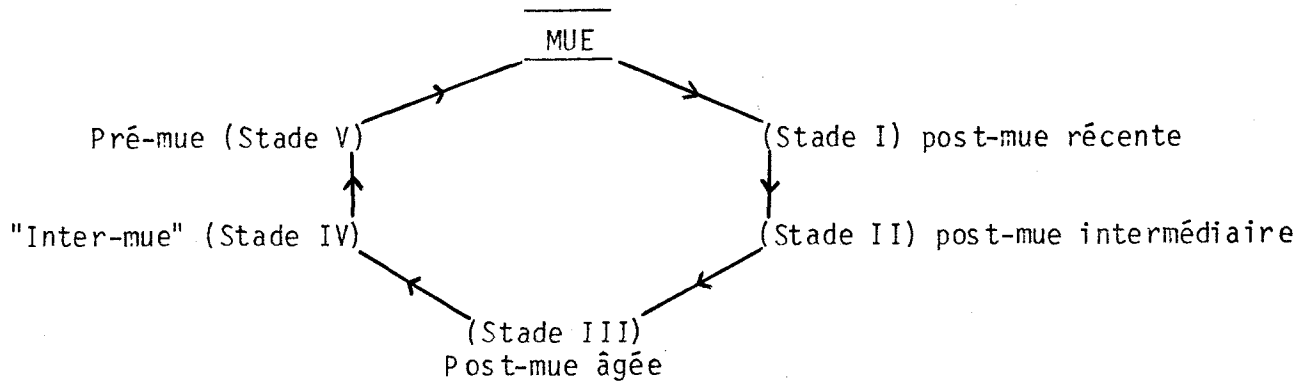 MUE
Pré-mue (Stade V)
(Stade I) post-mue récente
"Inter-mue" (Stade IV)
(Stade II) post-mue intermédiaire
(Stade III)
Post-mue âgée